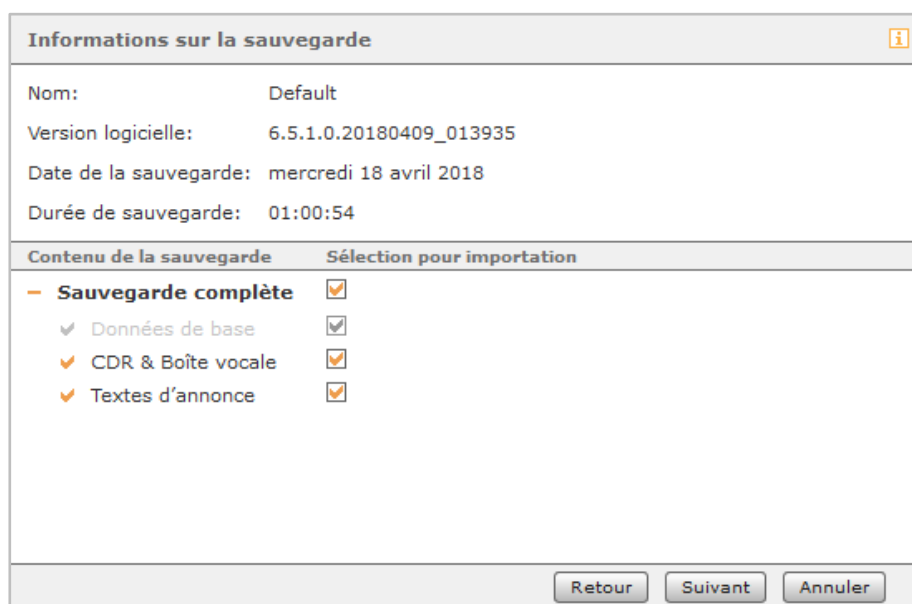 Informations sur la sauvegarde
Nom: Default
Version logicielle: 6.5.1.0.20180409_013935
Date de la sauvegarde: mercredi 18 avril 2018
Durée de sauvegarde: 01:00:54
Contenu de la sauvegarde Sélection pour importation
Sauvegarde complète
Données de base
CDR & Boîte vocale
Textes d’annonce
Retour Suivant Annuler